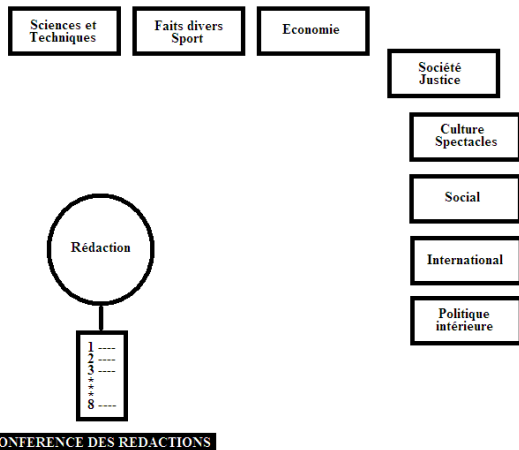 Sciences et
Techniques
Faits divers
Sport
Economie
Société
Justice
Culture
Spectacles
Social
International
Politique
intérieure
Rédaction
1 ----
2 ----
3 ----
*
*
*
8 ----
ONFERENCE DES REDACTIONS